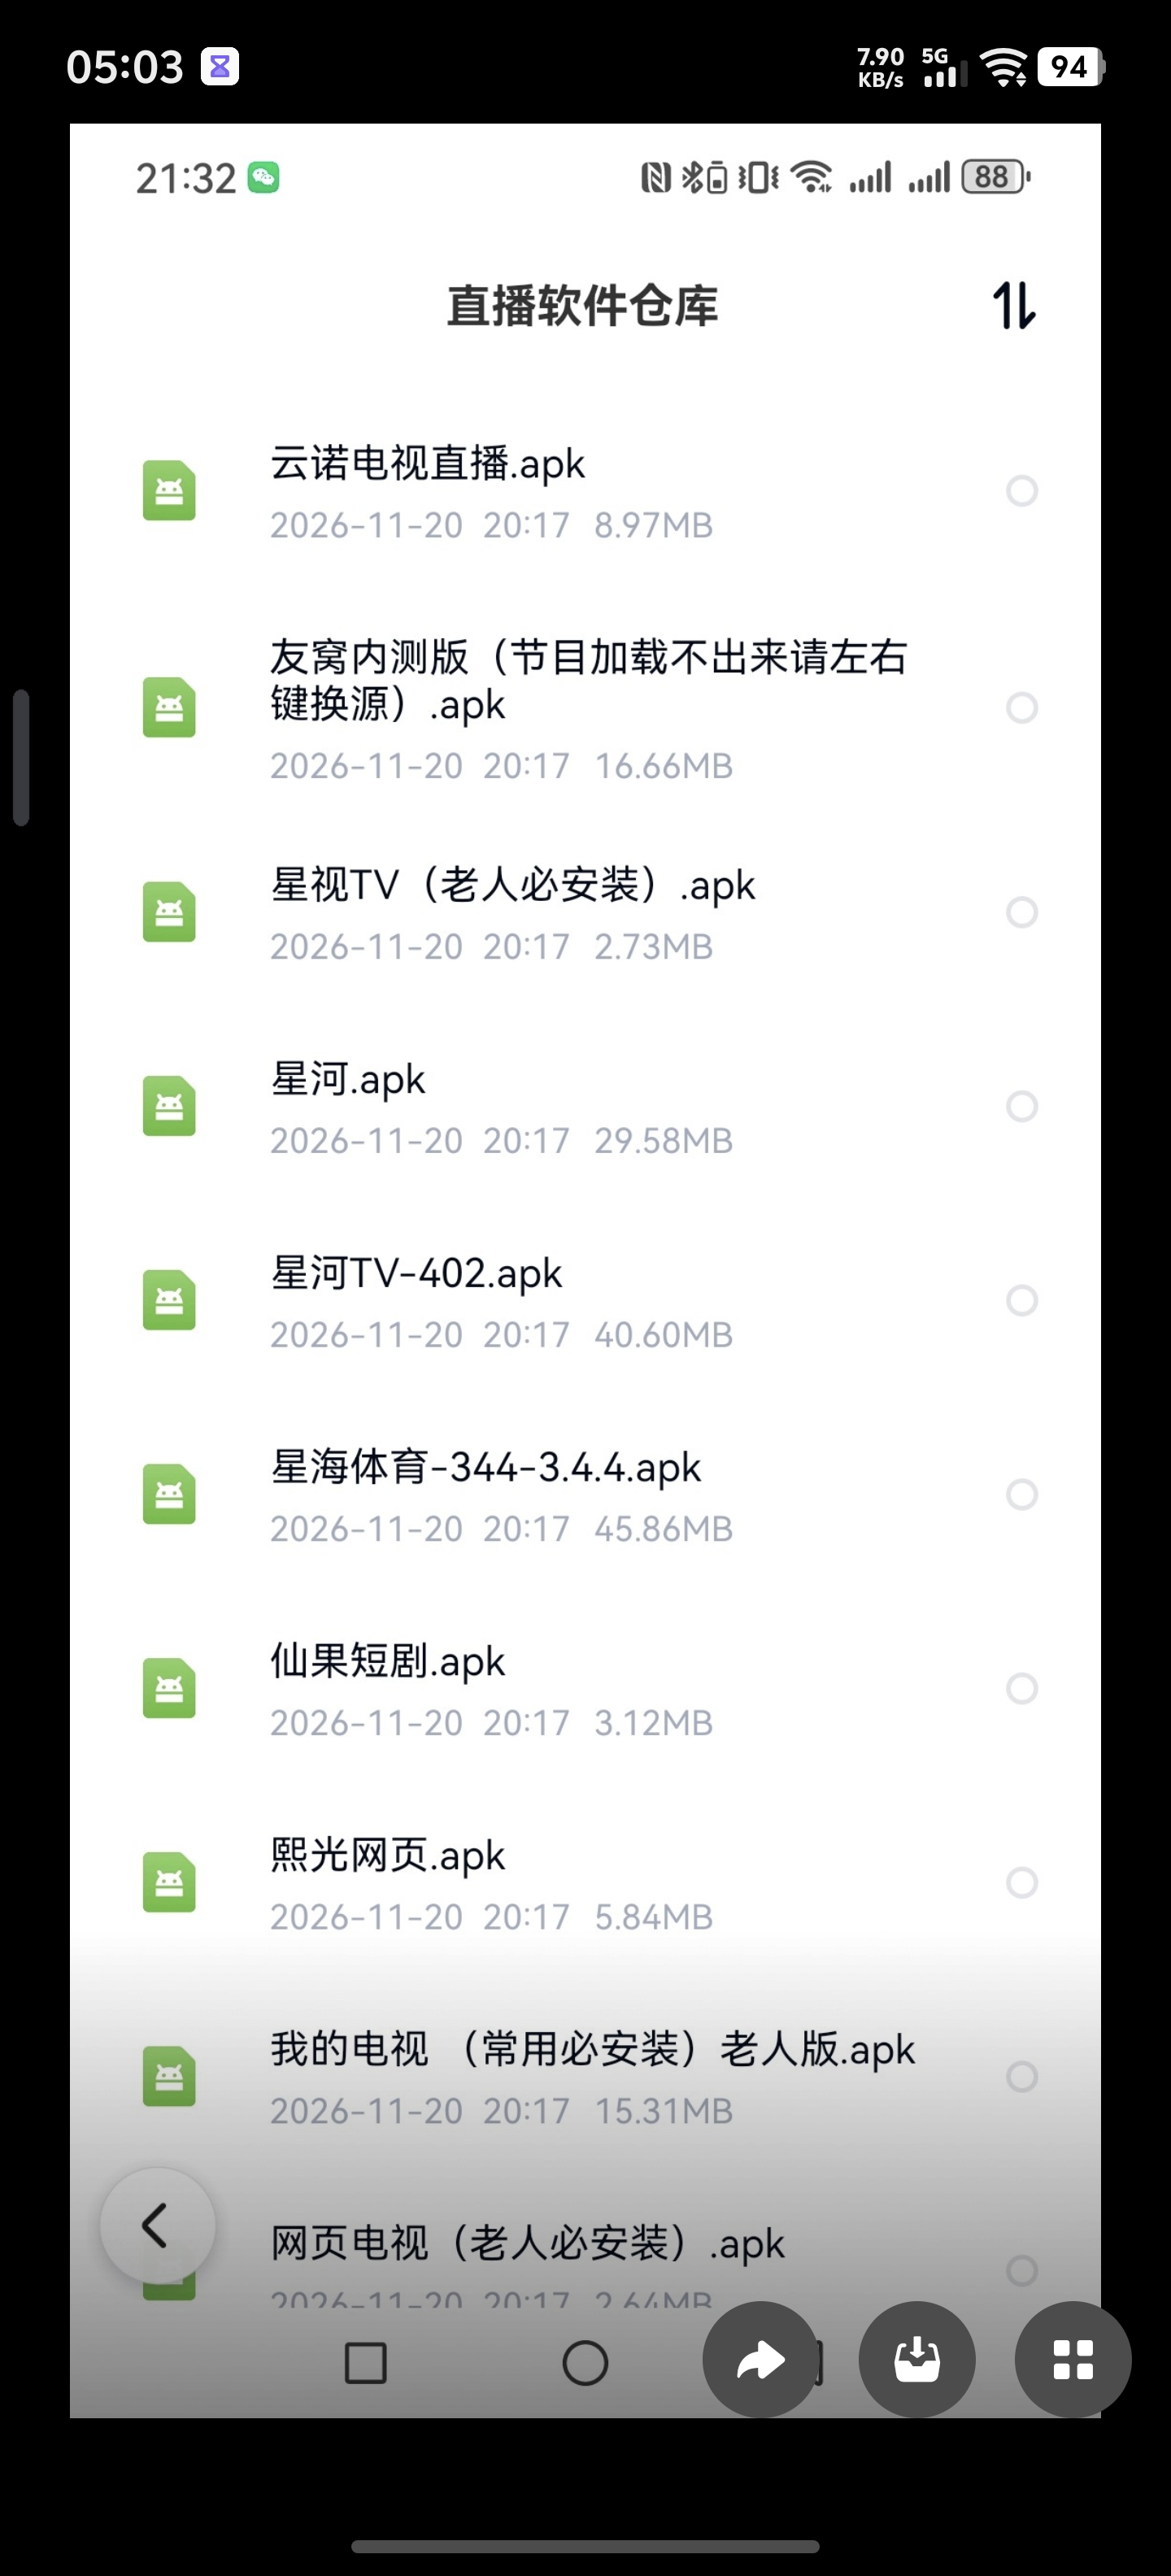 05:03
7.90 KB/s 5G 94
21:32
88
直播软件仓库
云诺电视直播.apk
2026-11-20 20:17 8.97MB
友窝内测版（节目加载不出来请左右
键换源）.apk
2026-11-20 20:17 16.66MB
星视TV（老人必安装）.apk
2026-11-20 20:17 2.73MB
星河.apk
2026-11-20 20:17 29.58MB
星河TV-402.apk
2026-11-20 20:17 40.60MB
星海体育-344-3.4.4.apk
2026-11-20 20:17 45.86MB
仙果短剧.apk
2026-11-20 20:17 3.12MB
熙光网页.apk
2026-11-20 20:17 5.84MB
我的电视 （常用必安装）老人版.apk
2026-11-20 20:17 15.31MB
网页电视（老人必安装）.apk
2026-11-20 20:17 2.64MB